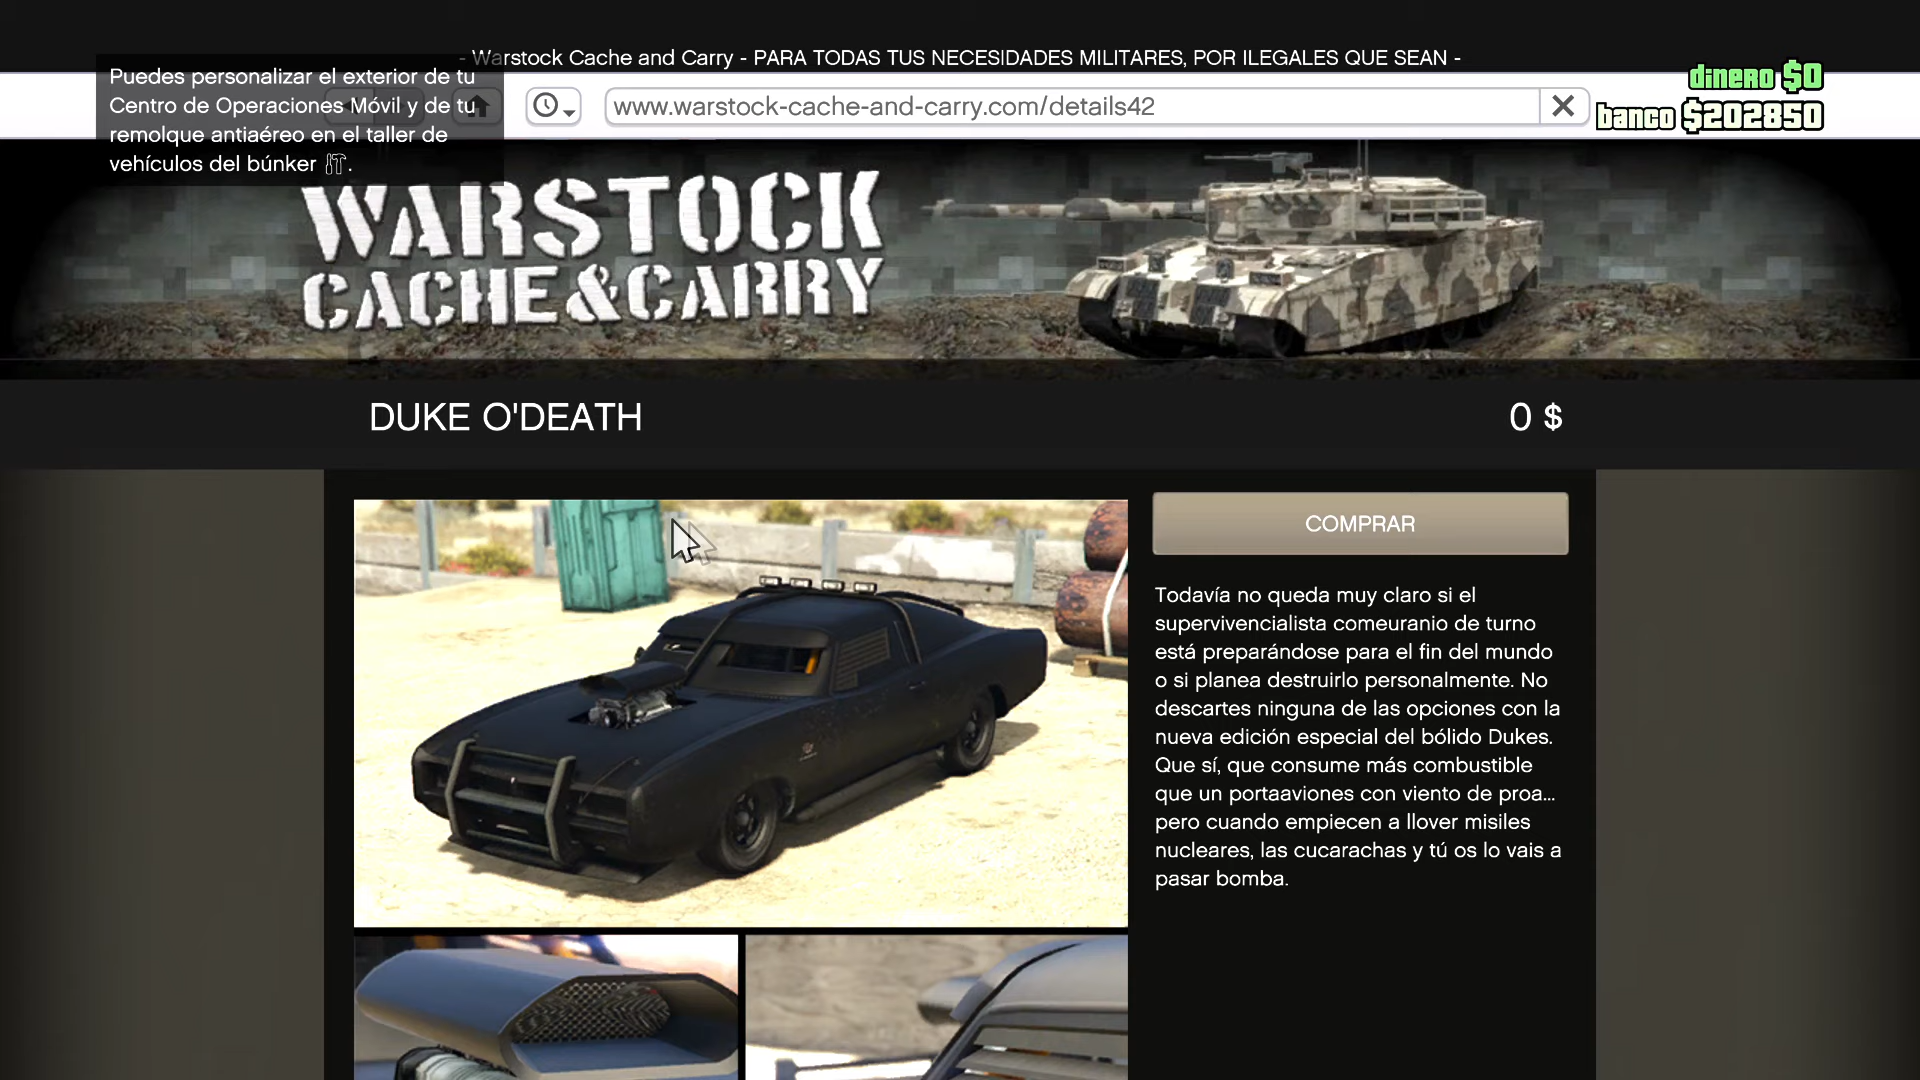 - Warstock Cache and Carry - PARA TODAS TUS NECESIDADES MILITARES, POR ILEGALES QUE SEAN -
Puedes personalizar el exterior de tu
Centro de Operaciones Móvil y de tu
remolque antiaéreo en el taller de
vehículos del búnker .
www.warstock-cache-and-carry.com/details42
dinero $0
banco $202850
WARSTOCK
CACHE&CARRY
DUKE O'DEATH
0 $
COMPRAR
Todavía no queda muy claro si el
supervivencialista comeuranio de turno
está preparándose para el fin del mundo
o si planea destruirlo personalmente. No
descartes ninguna de las opciones con la
nueva edición especial del bólido Dukes.
Que sí, que consume más combustible
que un portaaviones con viento de proa...
pero cuando empiecen a llover misiles
nucleares, las cucarachas y tú os lo vais a
pasar bomba.